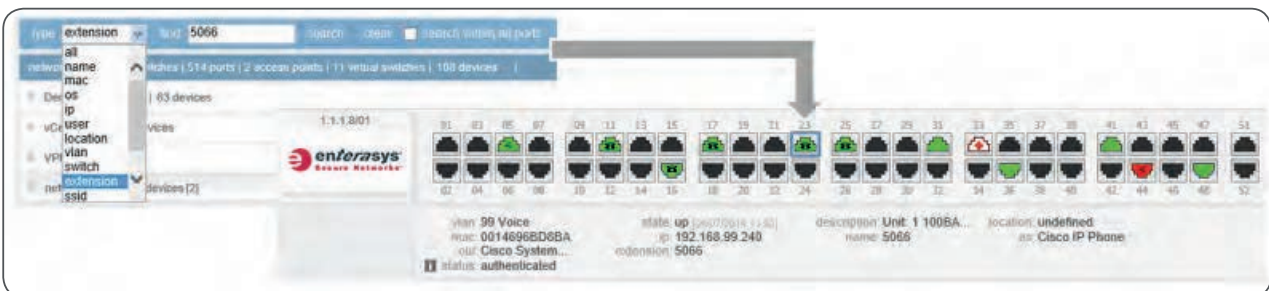 type extension find 5066 search clear search within all ports
all
name
mac
os
ip
user
location
vlan
switch
extension
ssid
switches | 514 ports | 2 access points | 11 virtual switches | 108 devices |
| 63 devices
devices [2]
1.1.1.8/01
enterasys
Secure Networks
01 03 05 07 09 11 13 15 17 19 21 23 25 27 29 31 33 35 37 39 41 43 45 47 51
02 04 06 08 10 12 14 16 18 20 22 24 26 28 30 32 34 36 38 40 42 44 46 48 52
vlan: 99 Voice state: up description: Unit: 1 100BA... location: undefined
mac: 0014696BD8BA ip: 192.168.99.240 name: 5066 os: Cisco IP Phone
oui: Cisco System... extension: 5066
status: authenticated